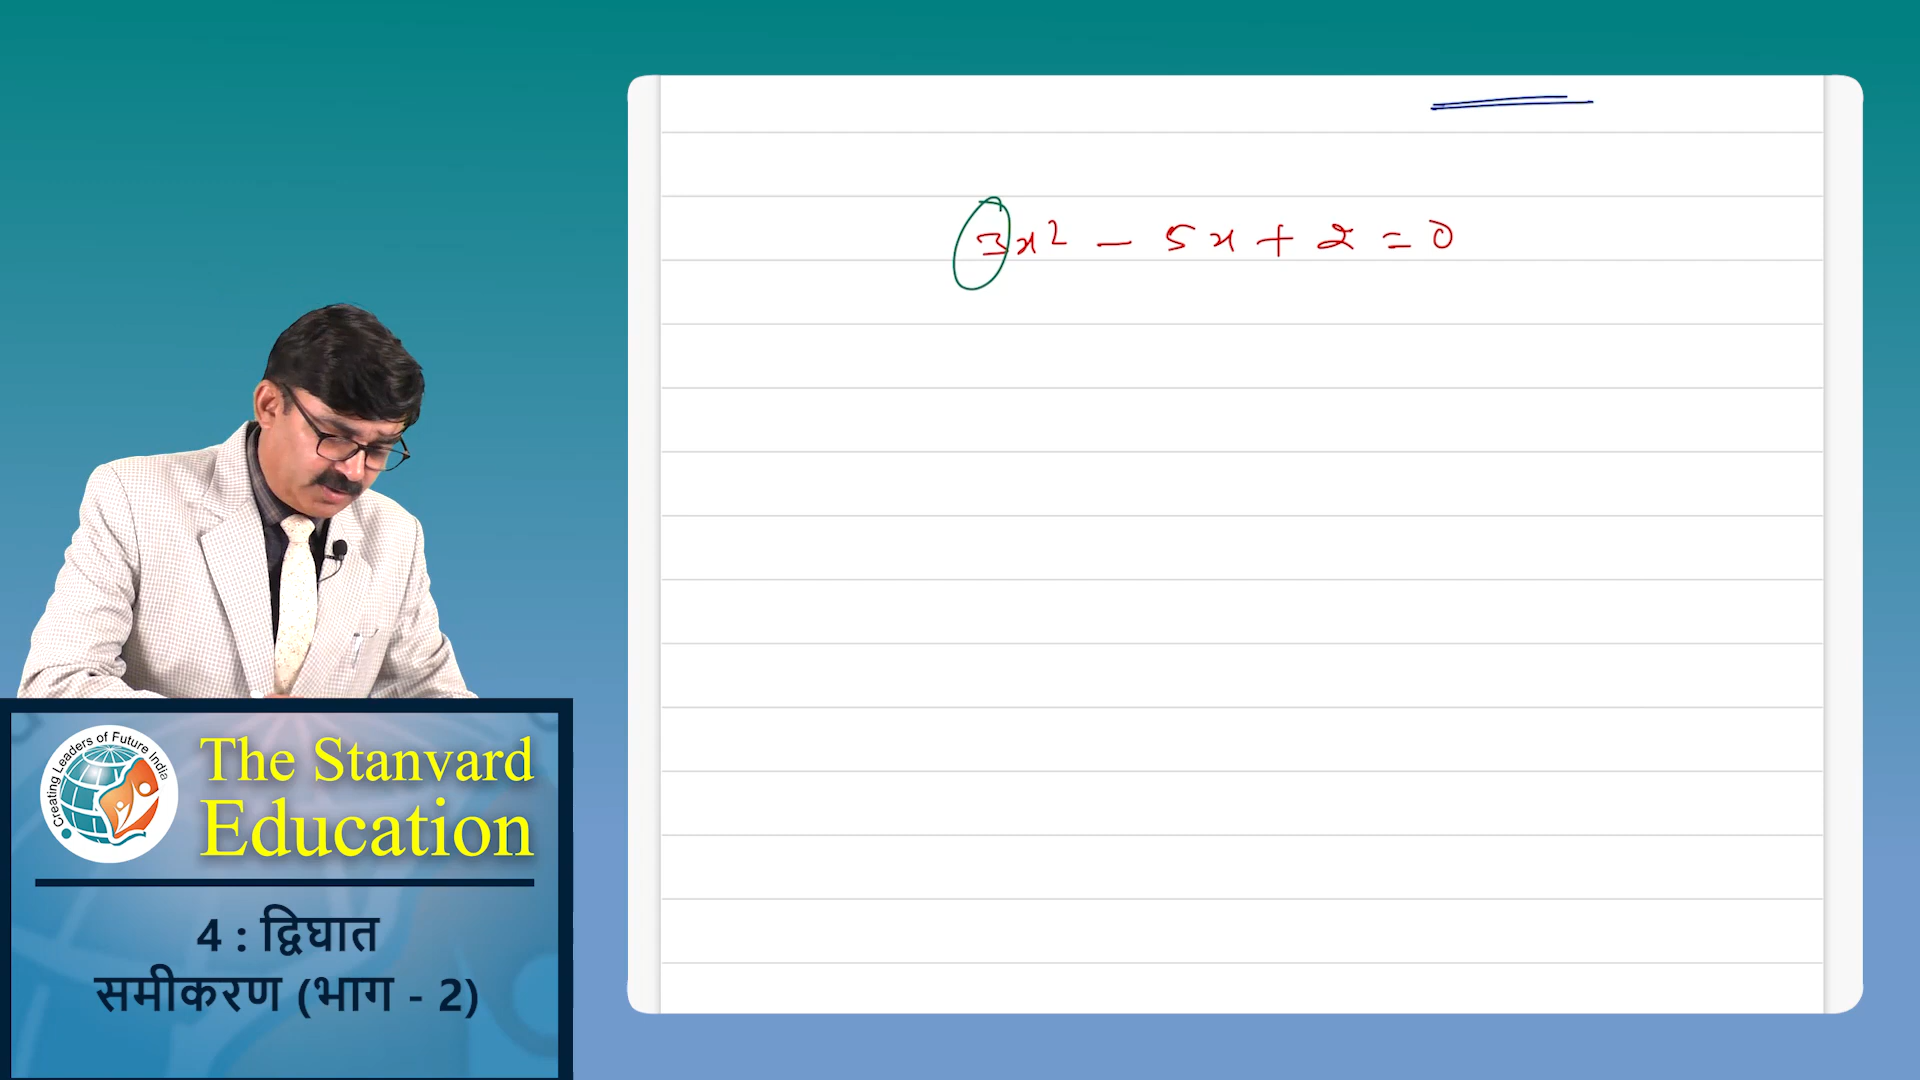 3x² - 5x + 2 = 0
Creating Leaders of Future India
The Stanvard
Education
4 : द्विघात
समीकरण (भाग - 2)